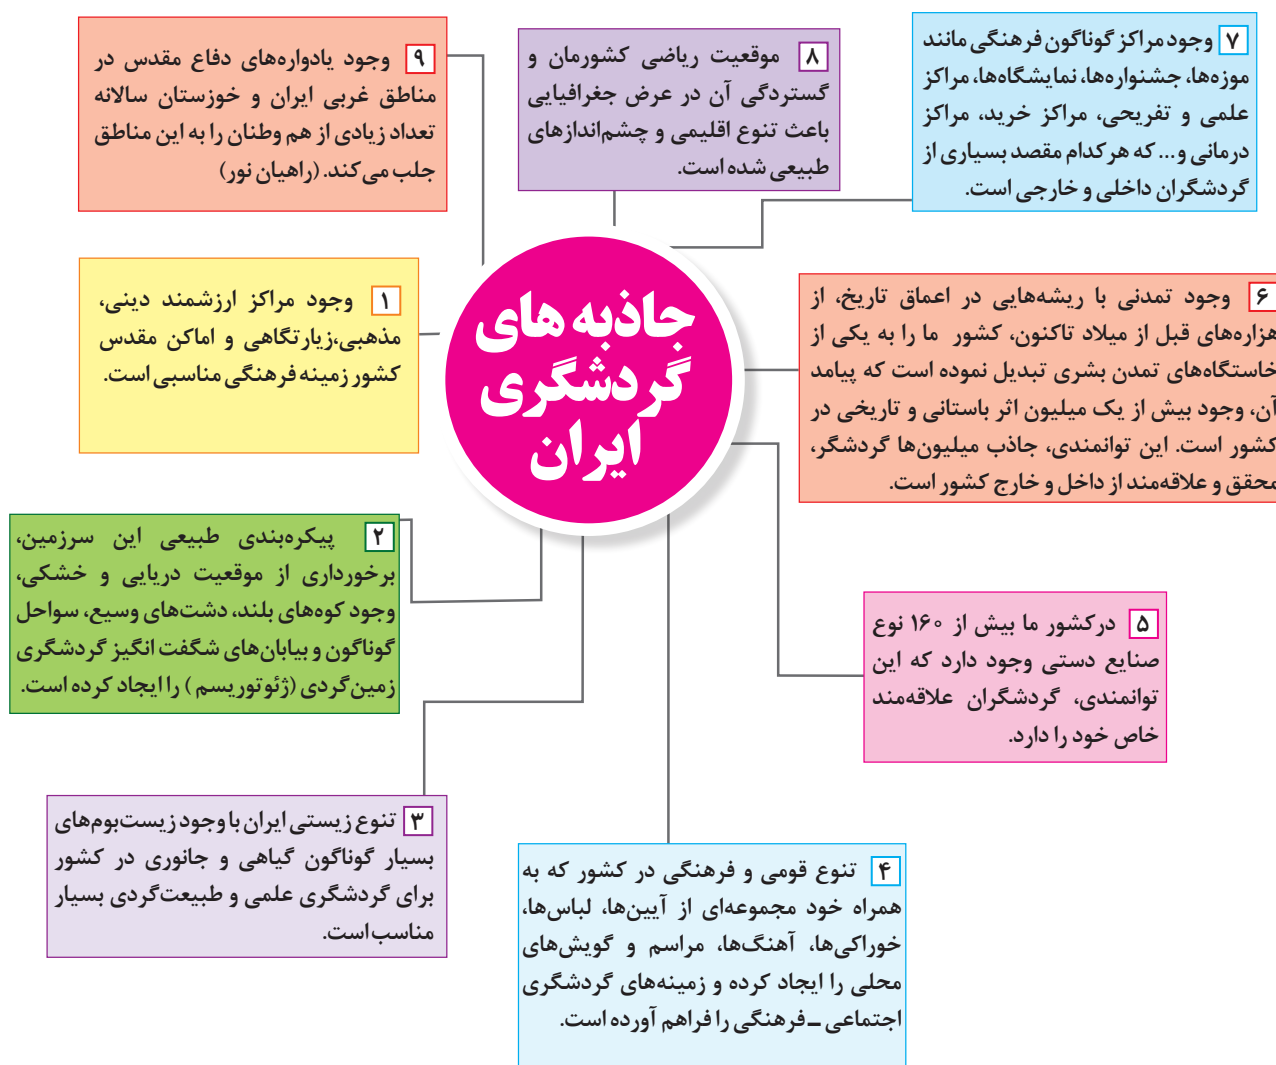 جاذبه های
گردشگری
ایران
۱ وجود مراکز ارزشمند دینی،
مذهبی،زیارتگاهی و اماکن مقدس
کشور زمینه فرهنگی مناسبی است.
۲ پیکره‌بندی طبیعی این سرزمین،
برخورداری از موقعیت دریایی و خشکی،
وجود کوه‌های بلند، دشت‌های وسیع، سواحل
گوناگون و بیابان‌های شگفت انگیز گردشگری
زمین‌گردی (ژئوتوریسم ) را ایجاد کرده است.
۳ تنوع زیستی ایران با وجود زیست‌بوم‌های
بسیار گوناگون گیاهی و جانوری در کشور
برای گردشگری علمی و طبیعت‌گردی بسیار
مناسب است.
۴ تنوع قومی و فرهنگی در کشور که به
همراه خود مجموعه‌ای از آیین‌ها، لباس‌ها،
خوراکی‌ها، آهنگ‌ها، مراسم و گویش‌های
محلی را ایجاد کرده و زمینه‌های گردشگری
اجتماعی ـ فرهنگی را فراهم آورده است.
۵ درکشور ما بیش از ۱۶۰ نوع
صنایع دستی وجود دارد که این
توانمندی، گردشگران علاقه‌مند
خاص خود را دارد.
۶ وجود تمدنی با ریشه‌هایی در اعماق تاریخ، از
هزاره‌های قبل از میلاد تاکنون، کشور ما را به یکی از
خاستگاه‌های تمدن بشری تبدیل نموده است که پیامد
آن، وجود بیش از یک میلیون اثر باستانی و تاریخی در
کشور است. این توانمندی، جاذب میلیون‌ها گردشگر،
محقق و علاقه‌مند از داخل و خارج کشور است.
۷ وجود مراکز گوناگون فرهنگی مانند
موزه‌ها، جشنواره‌ها، نمایشگاه‌ها، مراکز
علمی و تفریحی، مراکز خرید، مراکز
درمانی و... که هرکدام مقصد بسیاری از
گردشگران داخلی و خارجی است.
۸ موقعیت ریاضی کشورمان و
گستردگی آن در عرض جغرافیایی
باعث تنوع اقلیمی و چشم‌اندازهای
طبیعی شده است.
۹ وجود یادواره‌های دفاع مقدس در
مناطق غربی ایران و خوزستان سالانه
تعداد زیادی از هم وطنان را به این مناطق
جلب می‌کند. (راهیان نور)